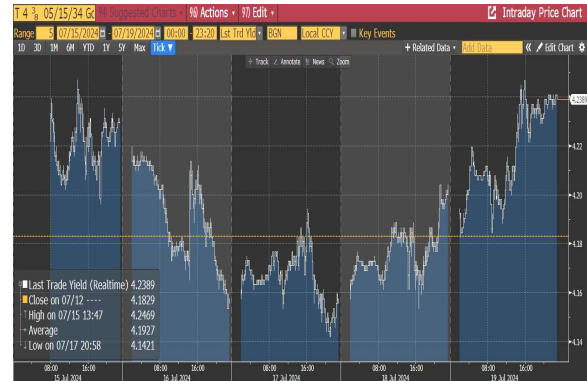 T 4 3/8 05/15/34 Go 94) Suggested Charts 96) Actions 97) Edit Intraday Price Chart
Range 5 07/15/2024 07/19/2024 00:00 - 23:20 Lst Trd Yld BGN Local CCY Key Events
1D 3D 1M 6M YTD 1Y 5Y Max Tick ▼ + Related Data Add Data « Edit Chart
+ Track Annotate News Zoom
4.2389
4.22
4.20
4.18
4.16
4.14
Last Trade Yield (Realtime) 4.2389
Close on 07/12 ---- 4.1829
High on 07/15 13:47 4.2469
Average 4.1927
Low on 07/17 20:58 4.1421
08:00 16:00 08:00 16:00 08:00 16:00 08:00 16:00 08:00 16:00
15 Jul 2024 16 Jul 2024 17 Jul 2024 18 Jul 2024 19 Jul 2024